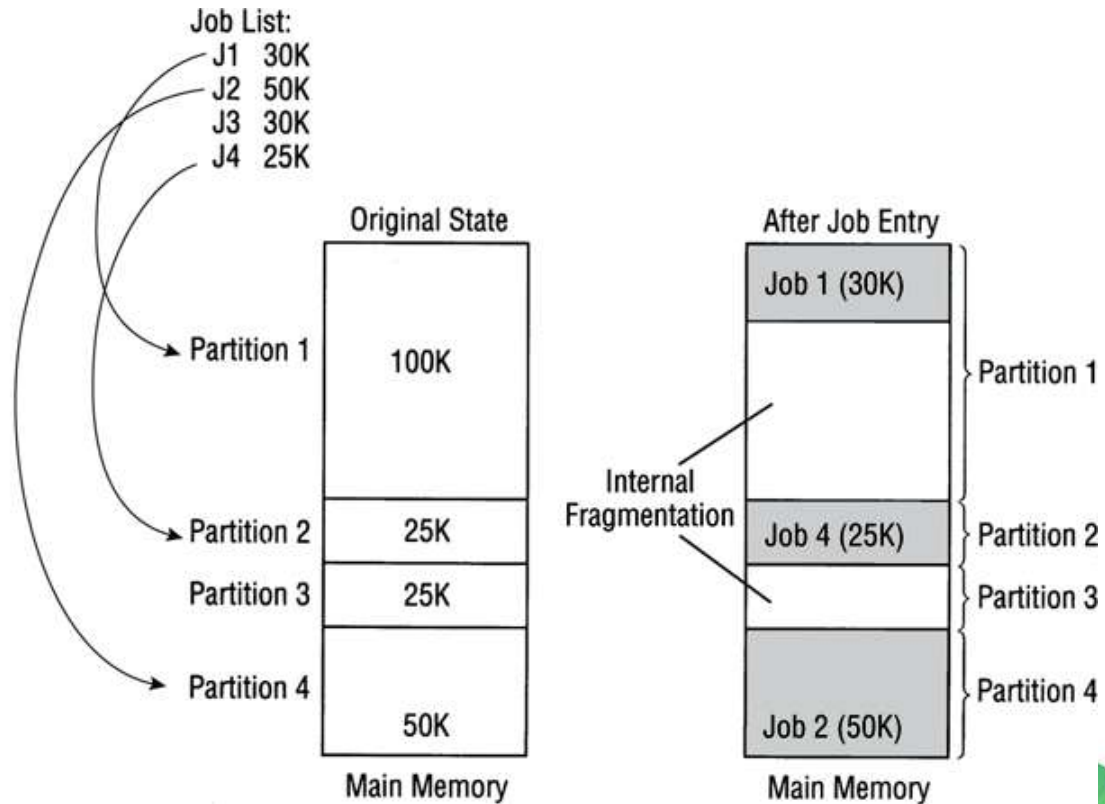 Job List:
J1 30K
J2 50K
J3 30K
J4 25K
Original State
Partition 1
100K
Partition 2
25K
Partition 3
25K
Partition 4
50K
Main Memory
After Job Entry
Job 1 (30K)
Partition 1
Internal
Fragmentation
Job 4 (25K)
Partition 2
Partition 3
Partition 4
Job 2 (50K)
Main Memory